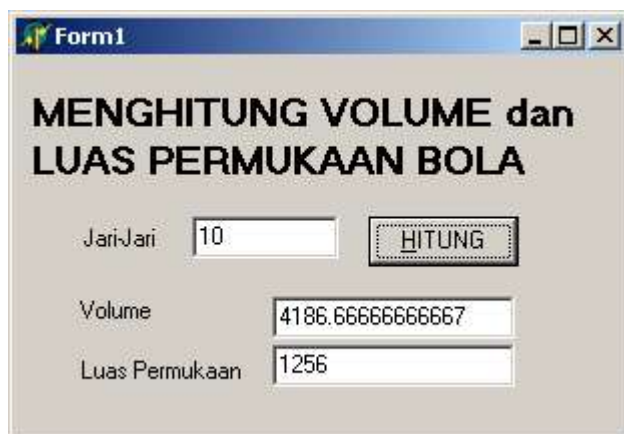 Form1
MENGHITUNG VOLUME dan
LUAS PERMUKAAN BOLA
Jari-Jari 10 HITUNG
Volume 4186.66666666667
Luas Permukaan 1256